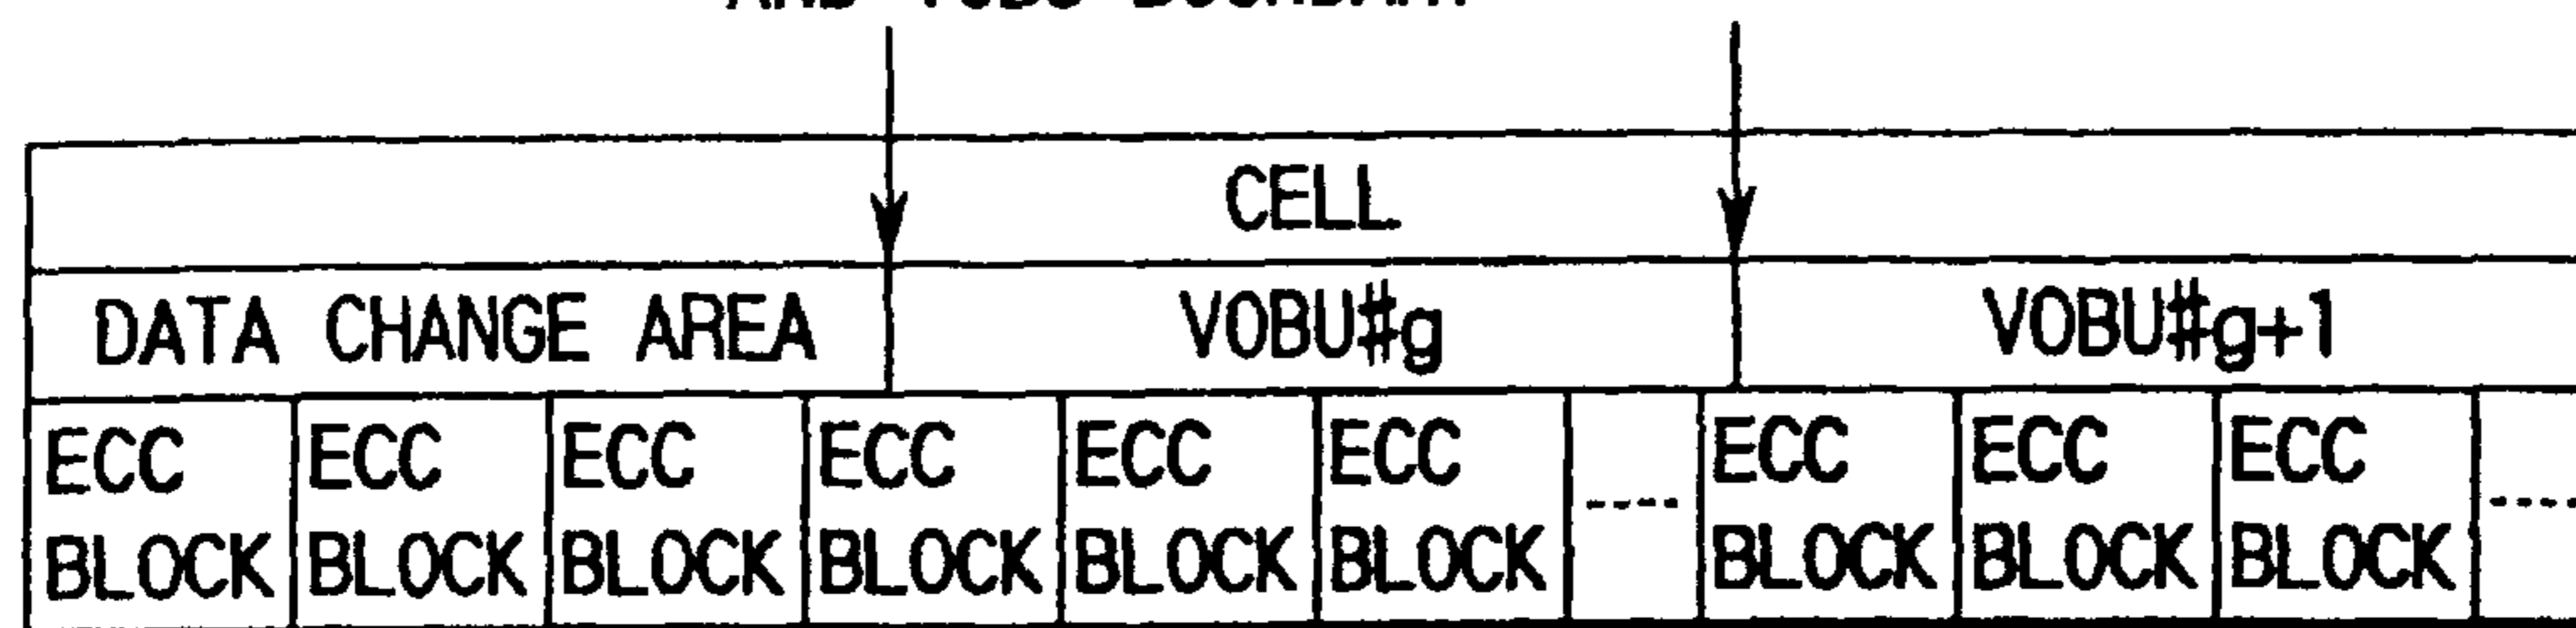 CELL
DATA CHANGE AREA VOBU#g VOBU#g+1
ECC ECC ECC ECC ECC ECC ECC ECC ECC
BLOCK BLOCK BLOCK BLOCK BLOCK BLOCK ---- BLOCK BLOCK BLOCK ----